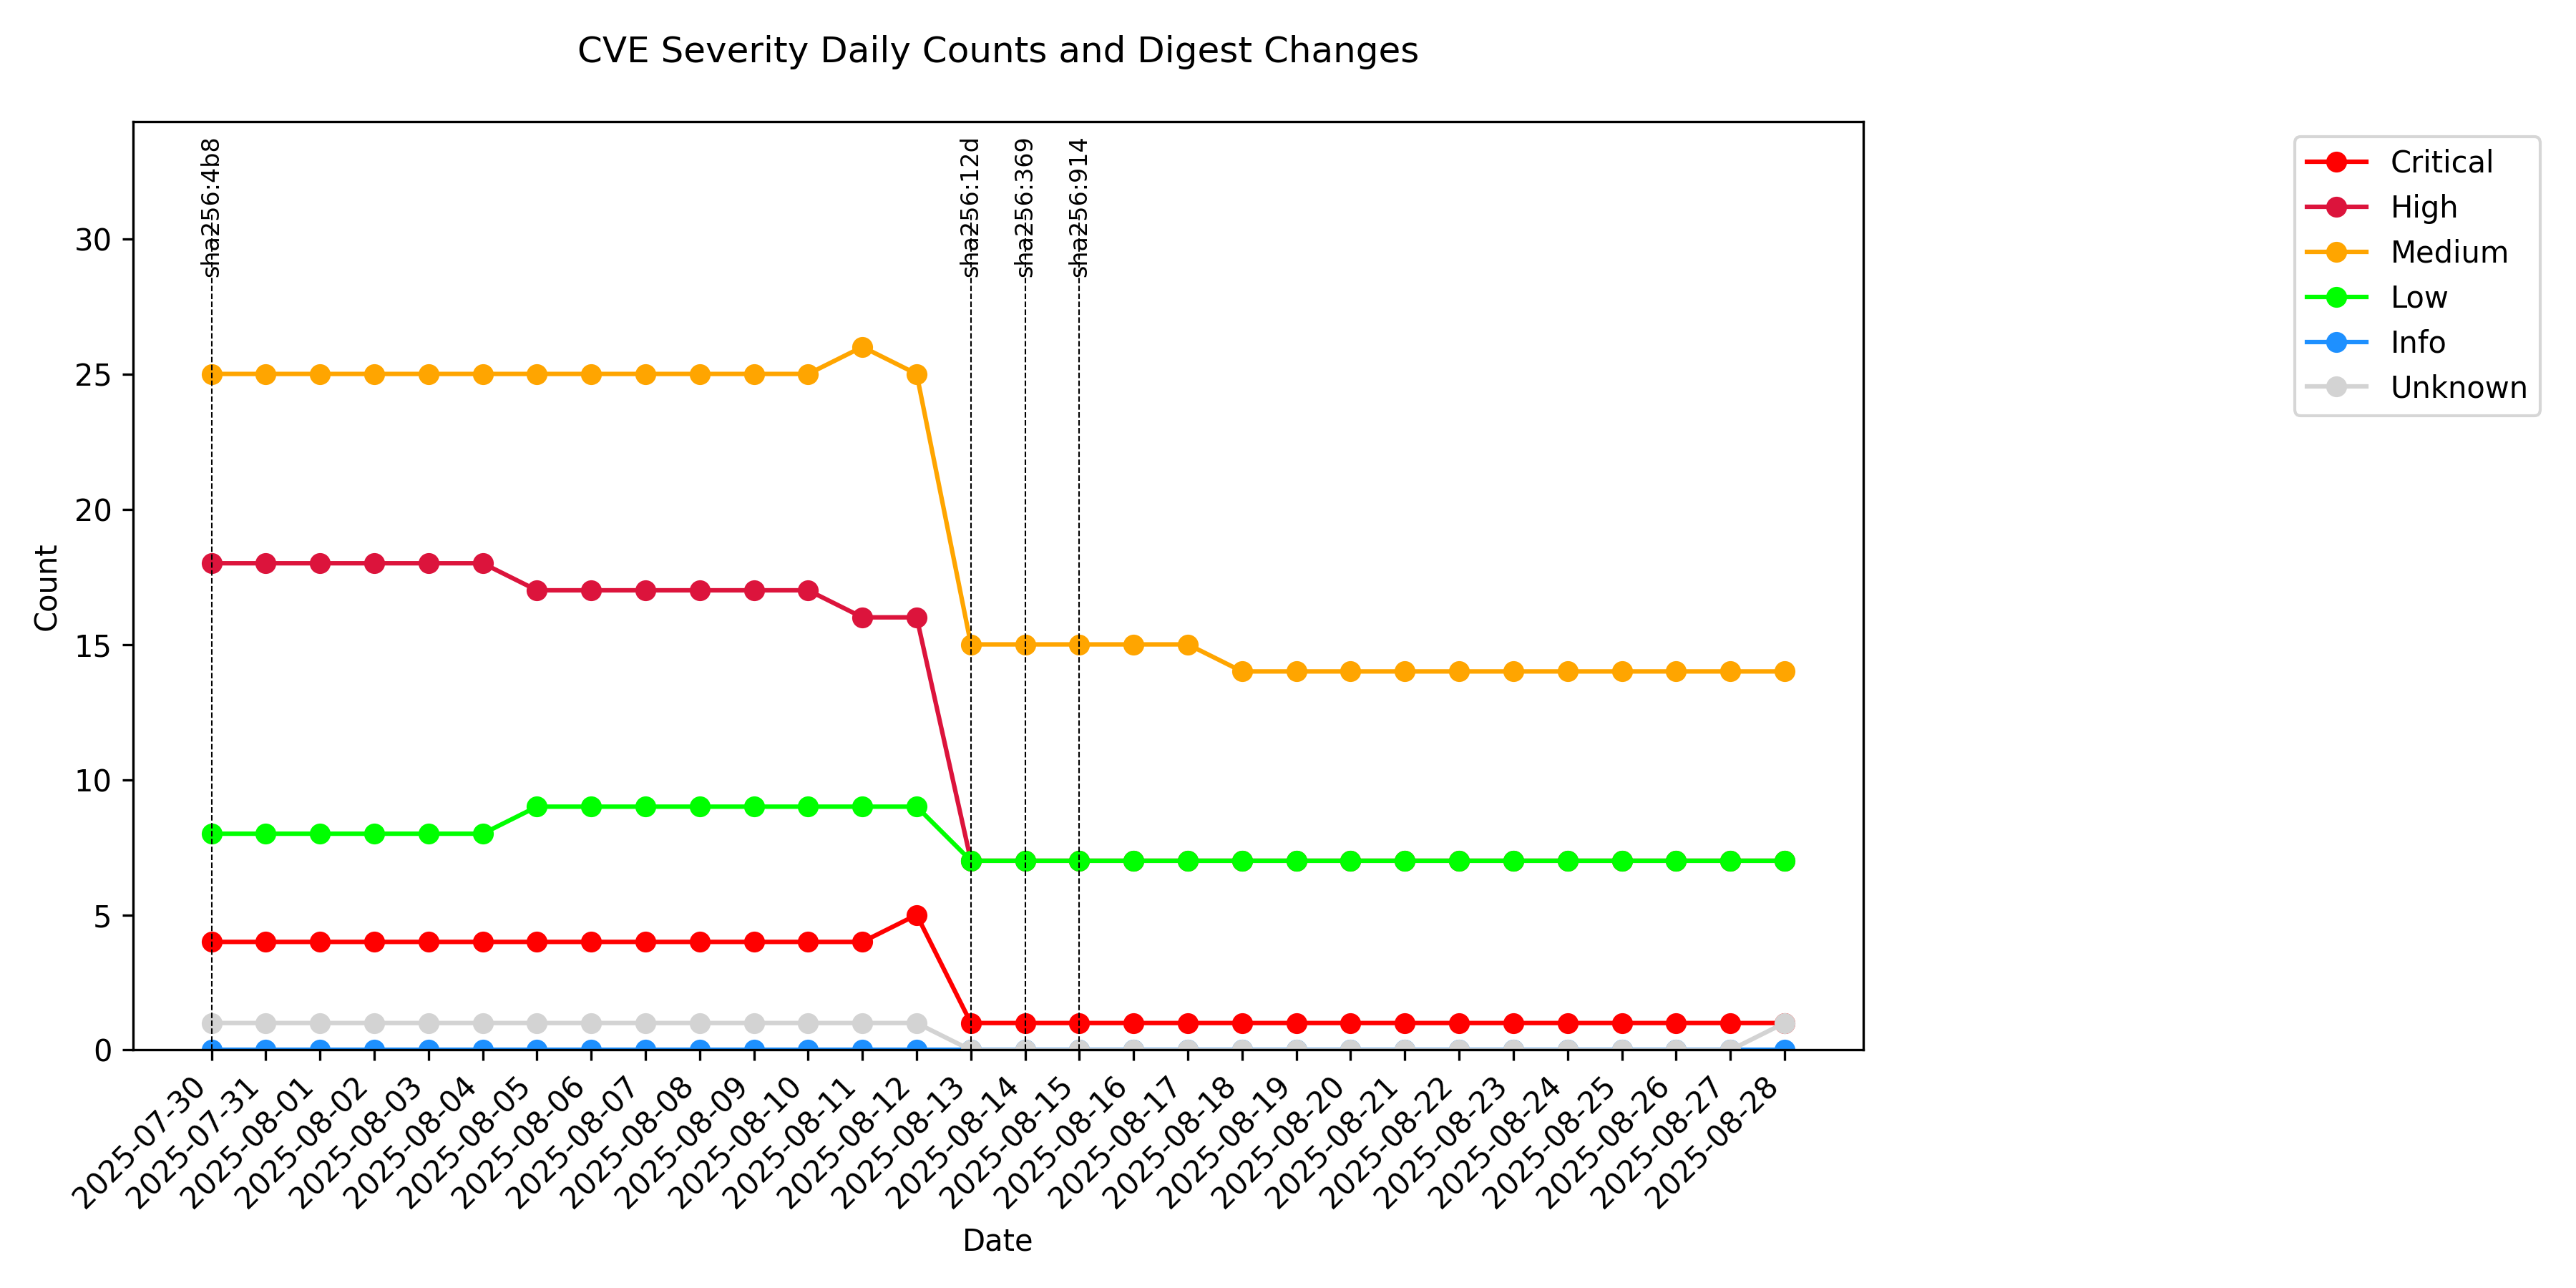 CVE Severity Daily Counts and Digest Changes
sha256:4b8
sha256:12d
sha256:369
sha256:914
Critical
High
Medium
Low
Info
Unknown
Count
30
25
20
15
10
5
0
2025-07-30
2025-07-31
2025-08-01
2025-08-02
2025-08-03
2025-08-04
2025-08-05
2025-08-06
2025-08-07
2025-08-08
2025-08-09
2025-08-10
2025-08-11
2025-08-12
2025-08-13
2025-08-14
2025-08-15
2025-08-16
2025-08-17
2025-08-18
2025-08-19
2025-08-20
2025-08-21
2025-08-22
2025-08-23
2025-08-24
2025-08-25
2025-08-26
2025-08-27
2025-08-28
Date